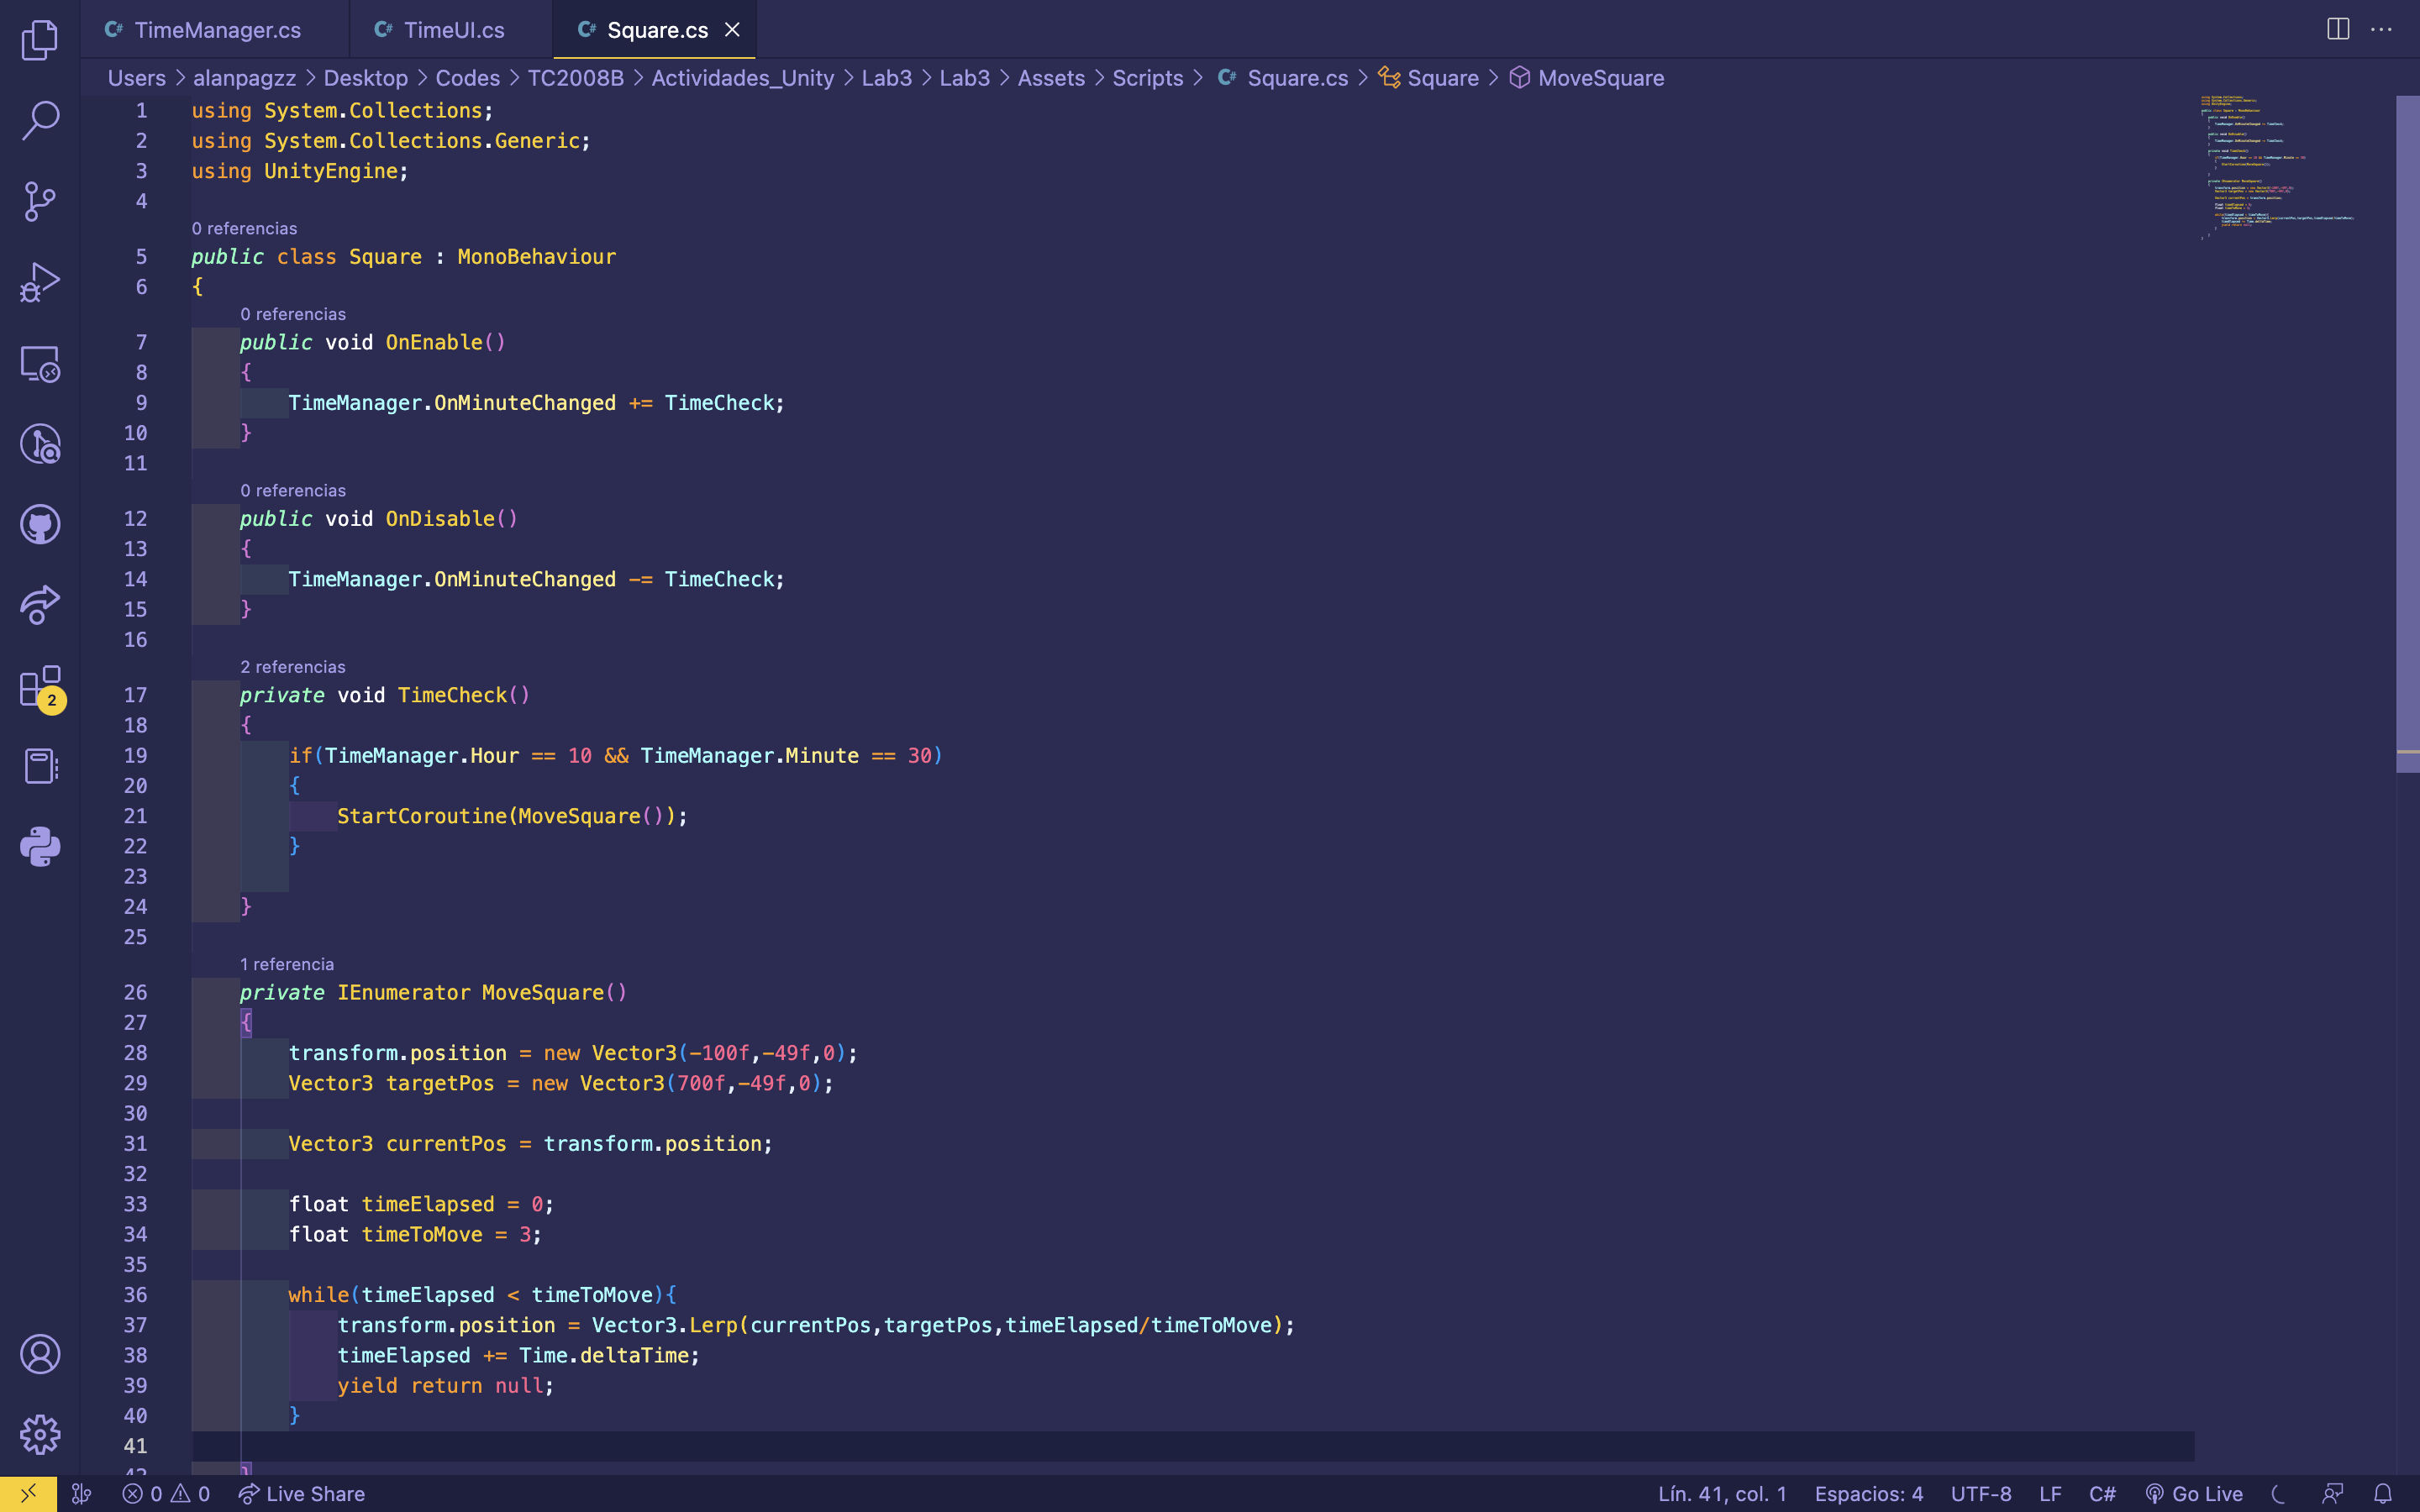 TimeManager.cs TimeUI.cs Square.cs
Users > alanpagzz > Desktop > Codes > TC2008B > Actividades_Unity > Lab3 > Lab3 > Assets > Scripts > Square.cs > Square > MoveSquare
1 using System.Collections;
2 using System.Collections.Generic;
3 using UnityEngine;
4
0 referencias
5 public class Square : MonoBehaviour
6 {
0 referencias
7 public void OnEnable()
8 {
9 TimeManager.OnMinuteChanged += TimeCheck;
10 }
11
0 referencias
12 public void OnDisable()
13 {
14 TimeManager.OnMinuteChanged -= TimeCheck;
15 }
16
2 referencias
17 private void TimeCheck()
18 {
19 if(TimeManager.Hour == 10 && TimeManager.Minute == 30)
20 {
21 StartCoroutine(MoveSquare());
22 }
23
24 }
25
1 referencia
26 private IEnumerator MoveSquare()
27 {
28 transform.position = new Vector3(-100f,-49f,0);
29 Vector3 targetPos = new Vector3(700f,-49f,0);
30
31 Vector3 currentPos = transform.position;
32
33 float timeElapsed = 0;
34 float timeToMove = 3;
35
36 while(timeElapsed < timeToMove){
37 transform.position = Vector3.Lerp(currentPos,targetPos,timeElapsed/timeToMove);
38 timeElapsed += Time.deltaTime;
39 yield return null;
40 }
41
42 }
2
0 0 Live Share Lín. 41, col. 1 Espacios: 4 UTF-8 LF C# Go Live